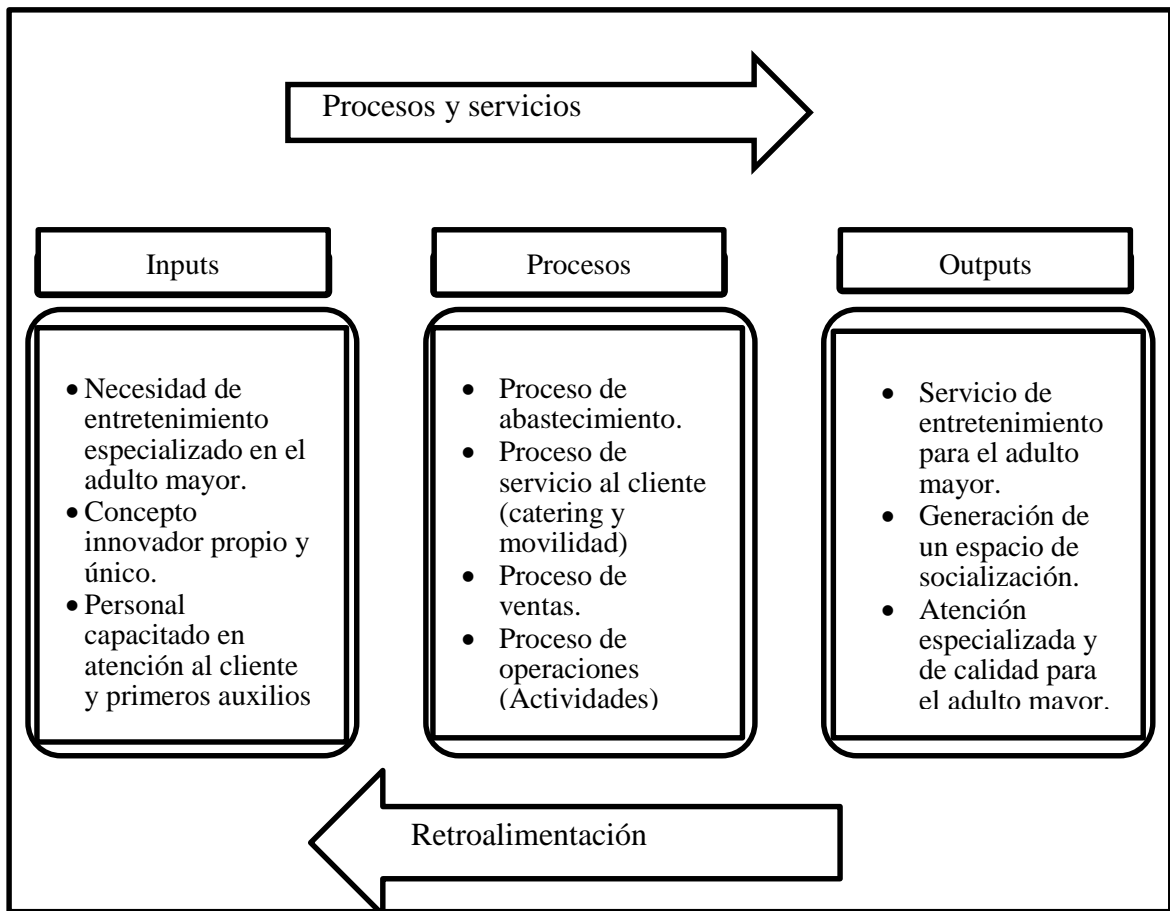 Procesos y servicios
Inputs
Procesos
Outputs
• Necesidad de
entretenimiento
especializado en el
adulto mayor.
• Concepto
innovador propio y
único.
• Personal
capacitado en
atención al cliente
y primeros auxilios
• Proceso de
abastecimiento.
• Proceso de
servicio al cliente
(catering y
movilidad)
• Proceso de
ventas.
• Proceso de
operaciones
(Actividades)
• Servicio de
entretenimiento
para el adulto
mayor.
• Generación de
un espacio de
socialización.
• Atención
especializada y
de calidad para
el adulto mayor.
Retroalimentación